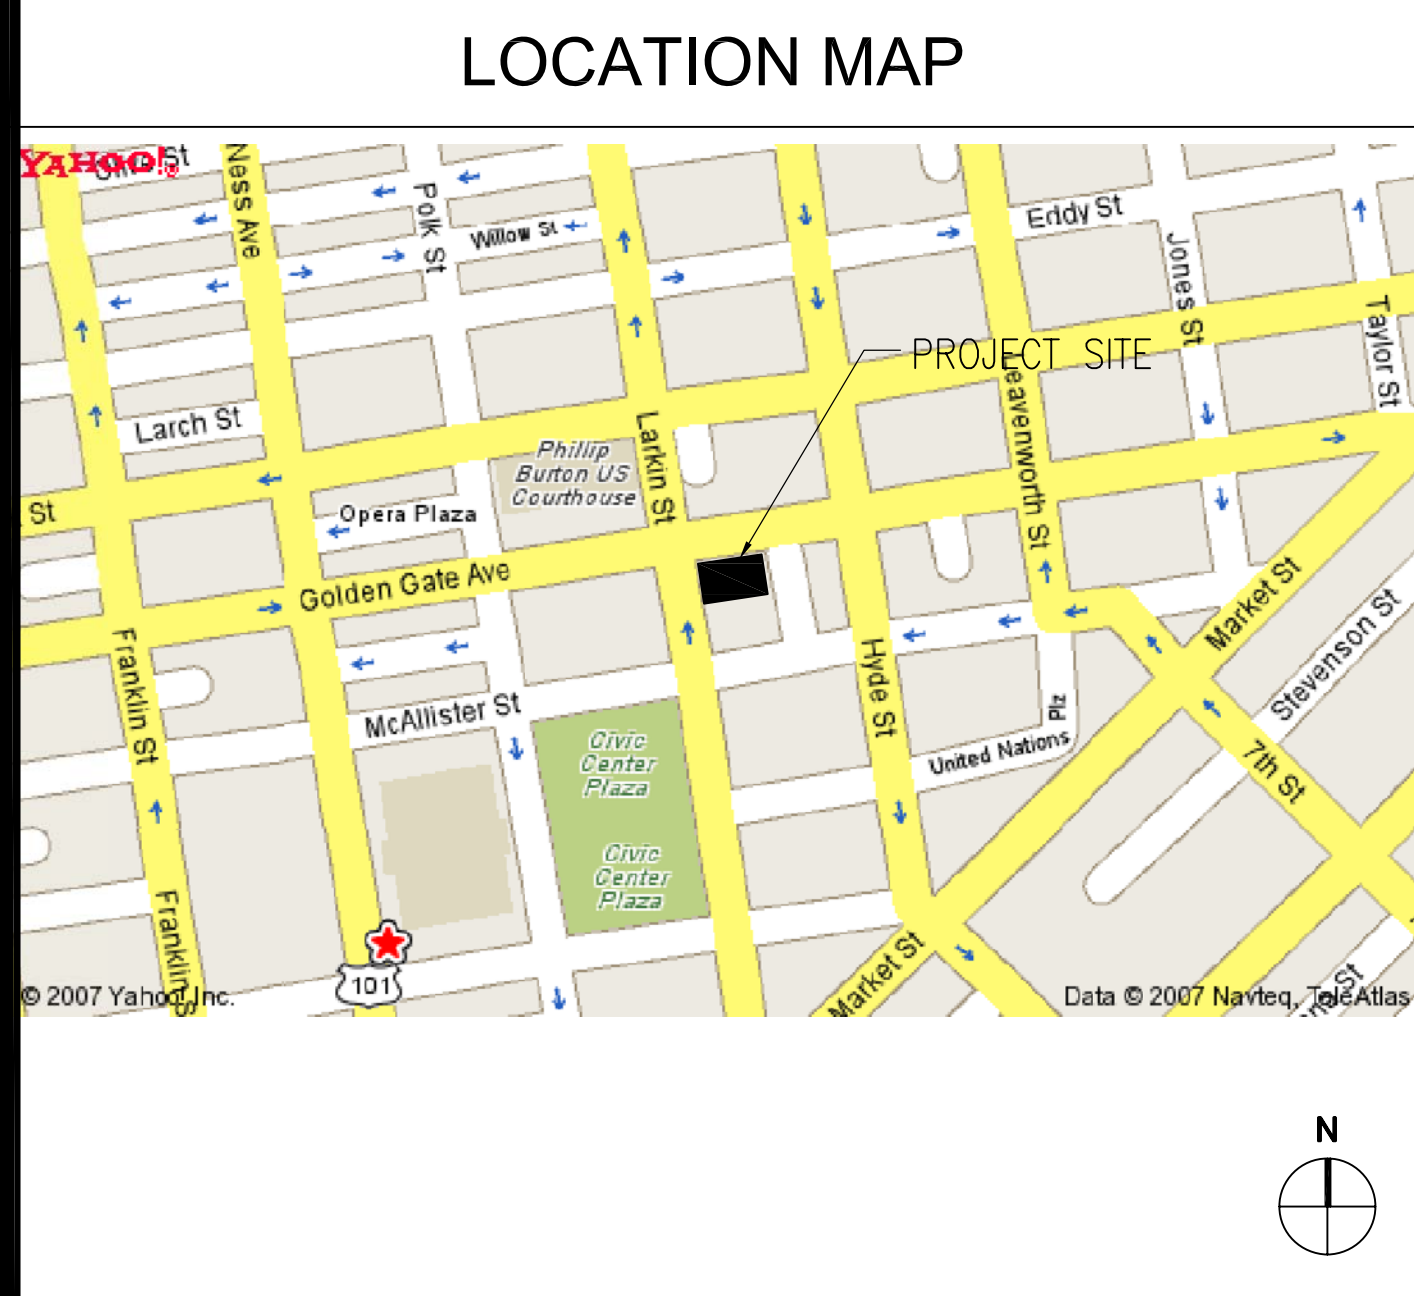 LOCATION MAP
YAHOO!
St
Ness Ave
Polk St
Willow St
Eddy St
Jones St
Taylor St
PROJECT SITE
Leavenworth St
Larch St
Larkin St
Phillip
Burton US
Courthouse
St
Opera Plaza
Golden Gate Ave
Market St
Stevenson St
Franklin St
Hyde St
McAllister St
Plz
United Nations
7th St
Civic
Center
Plaza
Civic
Center
Plaza
Franklin S
Market St
101
St
© 2007 Yahoo! Inc.
Data © 2007 Navteq, TeleAtlas
N